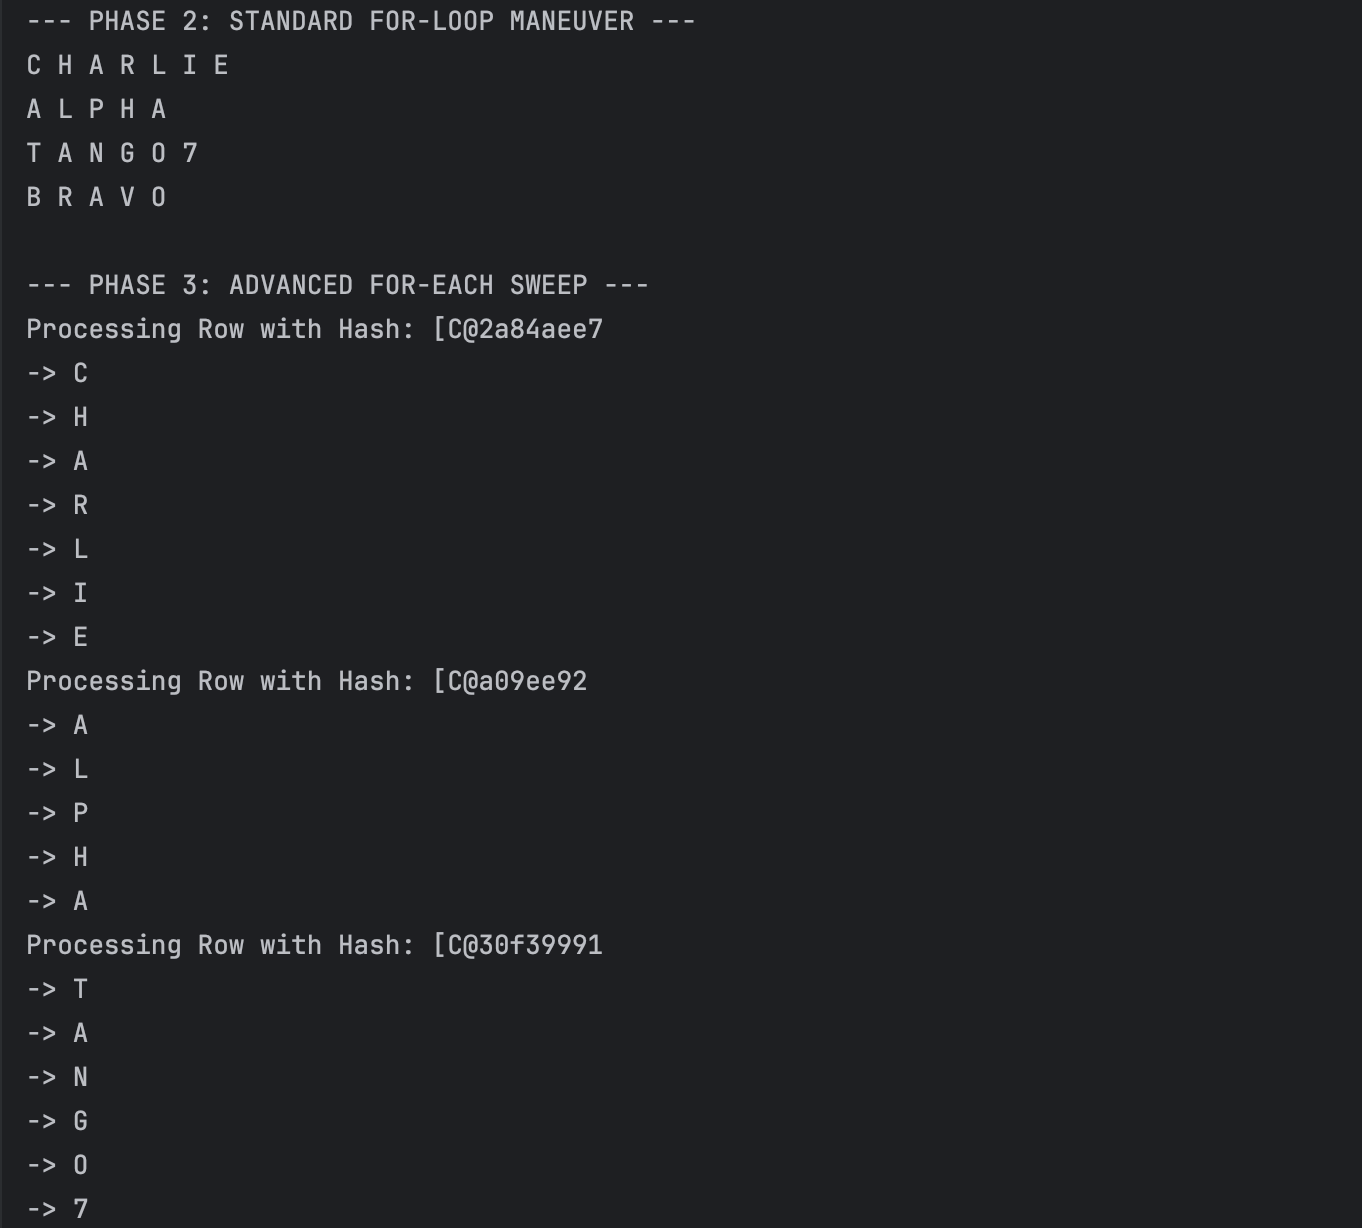 --- PHASE 2: STANDARD FOR-LOOP MANEUVER ---
C H A R L I E
A L P H A
T A N G O 7
B R A V O
--- PHASE 3: ADVANCED FOR-EACH SWEEP ---
Processing Row with Hash: [C@2a84aee7
-> C
-> H
-> A
-> R
-> L
-> I
-> E
Processing Row with Hash: [C@a09ee92
-> A
-> L
-> P
-> H
-> A
Processing Row with Hash: [C@30f39991
-> T
-> A
-> N
-> G
-> O
-> 7